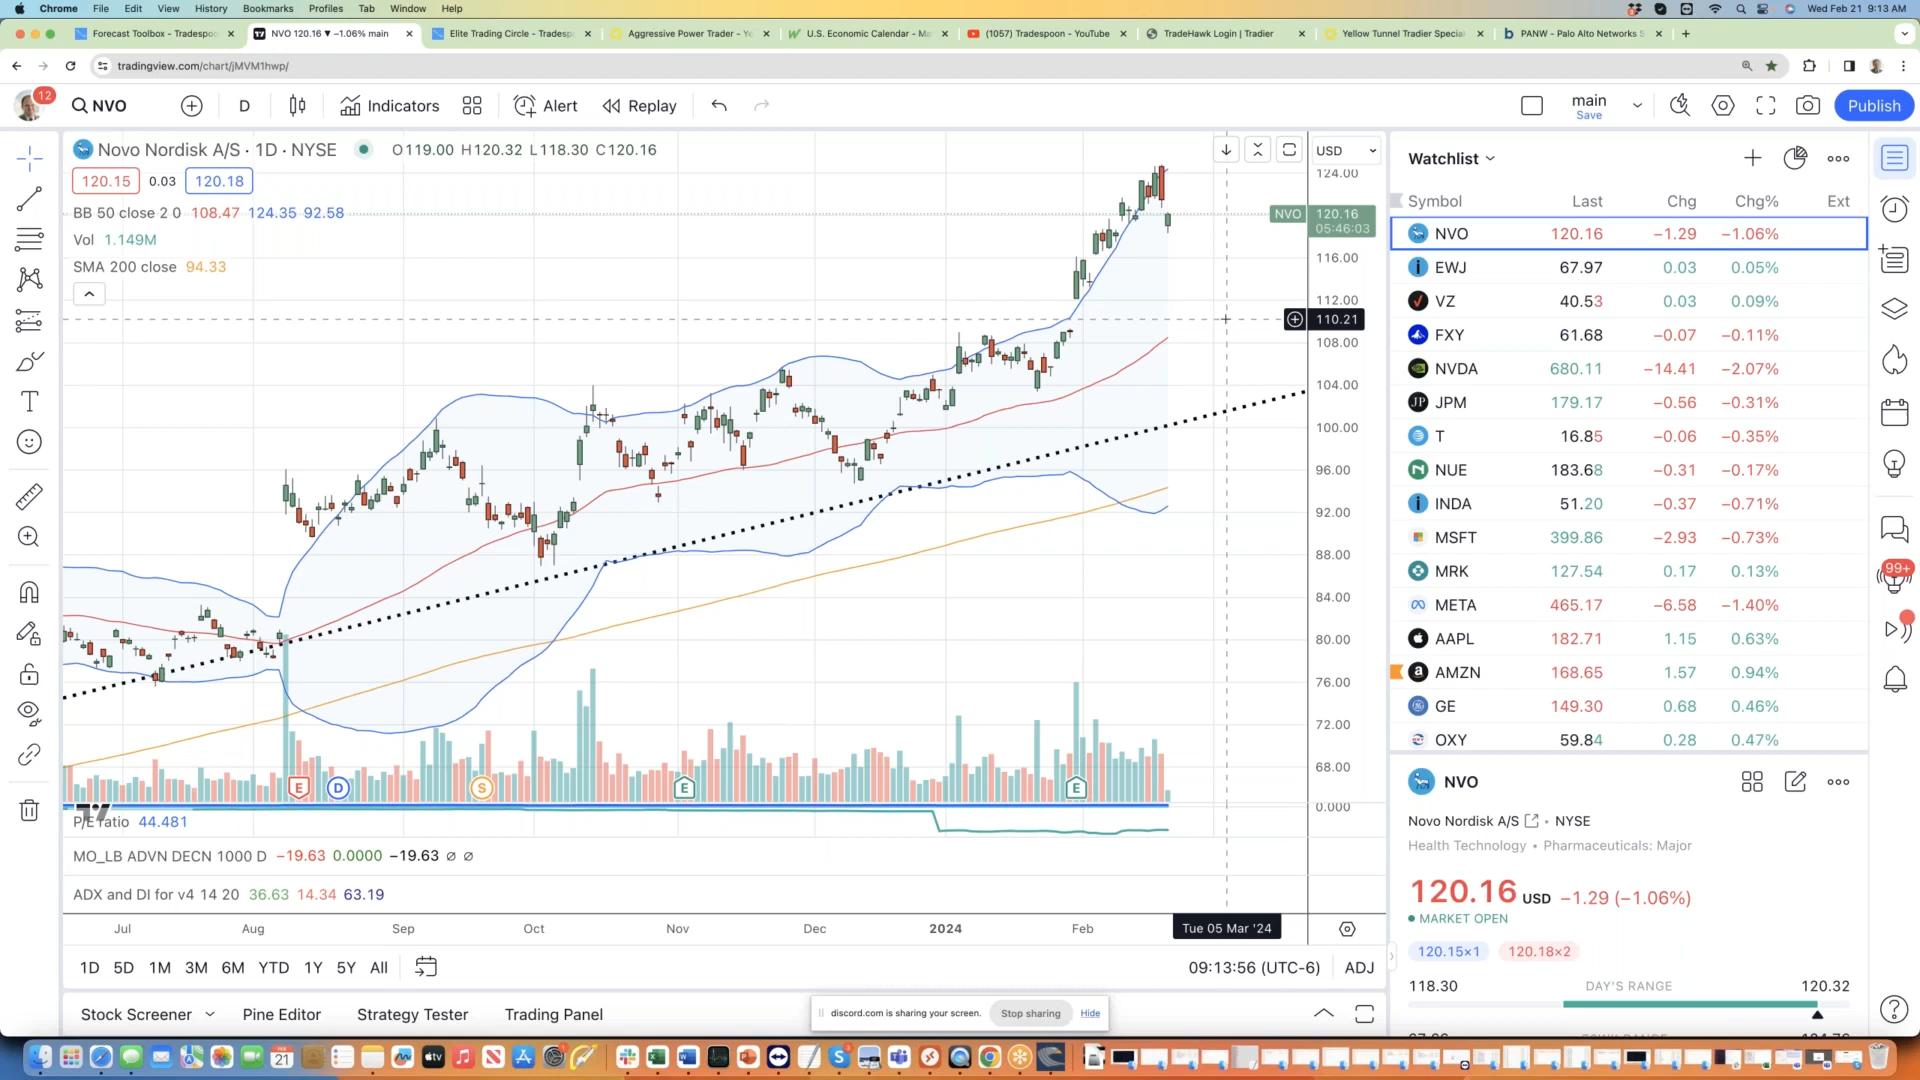 Chrome File Edit View History Bookmarks Profiles Tab Window Help Wed Feb 21 9:13 AM
Forecast Toolbox - Tradespoo NVO 120.16 ▼ −1.06% main Elite Trading Circle - Tradesp Aggressive Power Trader - Ye U.S. Economic Calendar - Ma (1057) Tradespoon - YouTube TradeHawk Login | Tradier Yellow Tunnel Tradier Special PANW - Palo Alto Networks S
tradingview.com/chart/jMVM1hwp/
12 NVO D Indicators Alert Replay main Save Publish
Novo Nordisk A/S · 1D · NYSE O119.00 H120.32 L118.30 C120.16 USD
120.15 0.03 120.18
BB 50 close 2 0 108.47 124.35 92.58
Vol 1.149M
SMA 200 close 94.33
124.00
NVO 120.16
05:46:03
116.00
112.00
110.21
108.00
104.00
100.00
96.00
92.00
88.00
84.00
80.00
76.00
72.00
68.00
0.000
E D S E E
P/E ratio 44.481
MO_LB ADVN DECN 1000 D −19.63 0.0000 −19.63 ∅ ∅
ADX and DI for v4 14 20 36.63 14.34 63.19
Jul Aug Sep Oct Nov Dec 2024 Feb Tue 05 Mar '24
1D 5D 1M 3M 6M YTD 1Y 5Y All 09:13:56 (UTC-6) ADJ
Stock Screener Pine Editor Strategy Tester Trading Panel
discord.com is sharing your screen. Stop sharing Hide
Watchlist
Symbol Last Chg Chg% Ext
NVO 120.16 −1.29 −1.06%
EWJ 67.97 0.03 0.05%
VZ 40.53 0.03 0.09%
FXY 61.68 −0.07 −0.11%
NVDA 680.11 −14.41 −2.07%
JPM 179.17 −0.56 −0.31%
T 16.85 −0.06 −0.35%
NUE 183.68 −0.31 −0.17%
INDA 51.20 −0.37 −0.71%
MSFT 399.86 −2.93 −0.73%
MRK 127.54 0.17 0.13%
META 465.17 −6.58 −1.40%
AAPL 182.71 1.15 0.63%
AMZN 168.65 1.57 0.94%
GE 149.30 0.68 0.46%
OXY 59.84 0.28 0.47%
99+
NVO
Novo Nordisk A/S • NYSE
Health Technology • Pharmaceuticals: Major
120.16 USD −1.29 (−1.06%)
MARKET OPEN
120.15×1 120.18×2
118.30 DAY'S RANGE 120.32